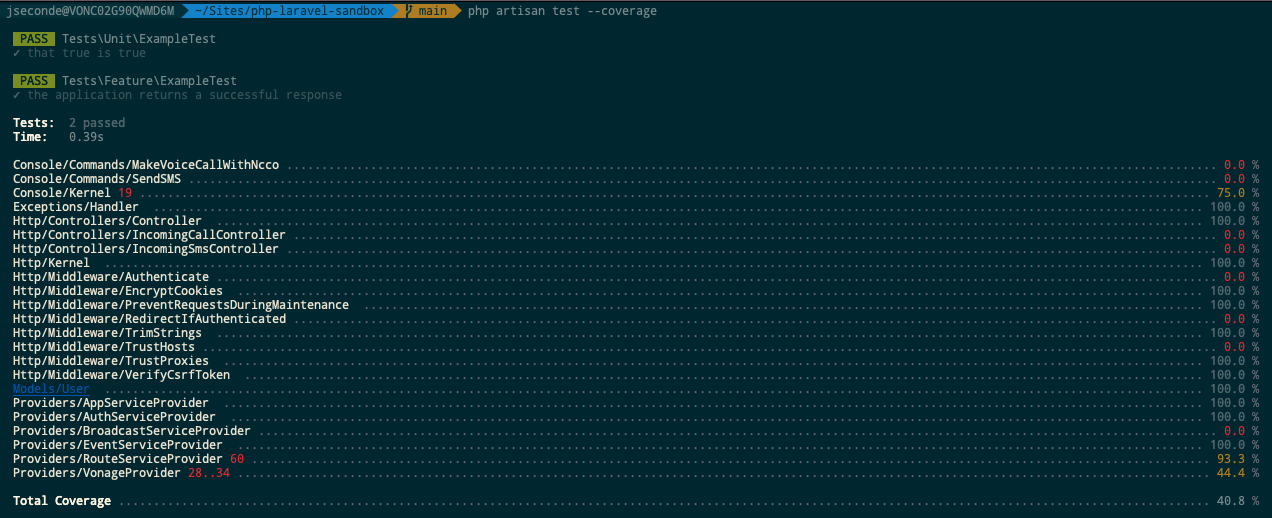 jseconde@VONC02G90QWMD6M ~/Sites/php-laravel-sandbox main php artisan test --coverage
PASS Tests\Unit\ExampleTest
✓ that true is true
PASS Tests\Feature\ExampleTest
✓ the application returns a successful response
Tests: 2 passed
Time: 0.39s
Console/Commands/MakeVoiceCallWithNcco ... 0.0 %
Console/Commands/SendSMS ... 0.0 %
Console/Kernel 19 ... 75.0 %
Exceptions/Handler ... 100.0 %
Http/Controllers/Controller ... 100.0 %
Http/Controllers/IncomingCallController ... 0.0 %
Http/Controllers/IncomingSmsController ... 0.0 %
Http/Kernel ... 100.0 %
Http/Middleware/Authenticate ... 0.0 %
Http/Middleware/EncryptCookies ... 100.0 %
Http/Middleware/PreventRequestsDuringMaintenance ... 100.0 %
Http/Middleware/RedirectIfAuthenticated ... 0.0 %
Http/Middleware/TrimStrings ... 100.0 %
Http/Middleware/TrustHosts ... 0.0 %
Http/Middleware/TrustProxies ... 100.0 %
Http/Middleware/VerifyCsrfToken ... 100.0 %
Models/User ... 100.0 %
Providers/AppServiceProvider ... 100.0 %
Providers/AuthServiceProvider ... 100.0 %
Providers/BroadcastServiceProvider ... 0.0 %
Providers/EventServiceProvider ... 100.0 %
Providers/RouteServiceProvider 60 ... 93.3 %
Providers/VonageProvider 28..34 ... 44.4 %
Total Coverage ... 40.8 %